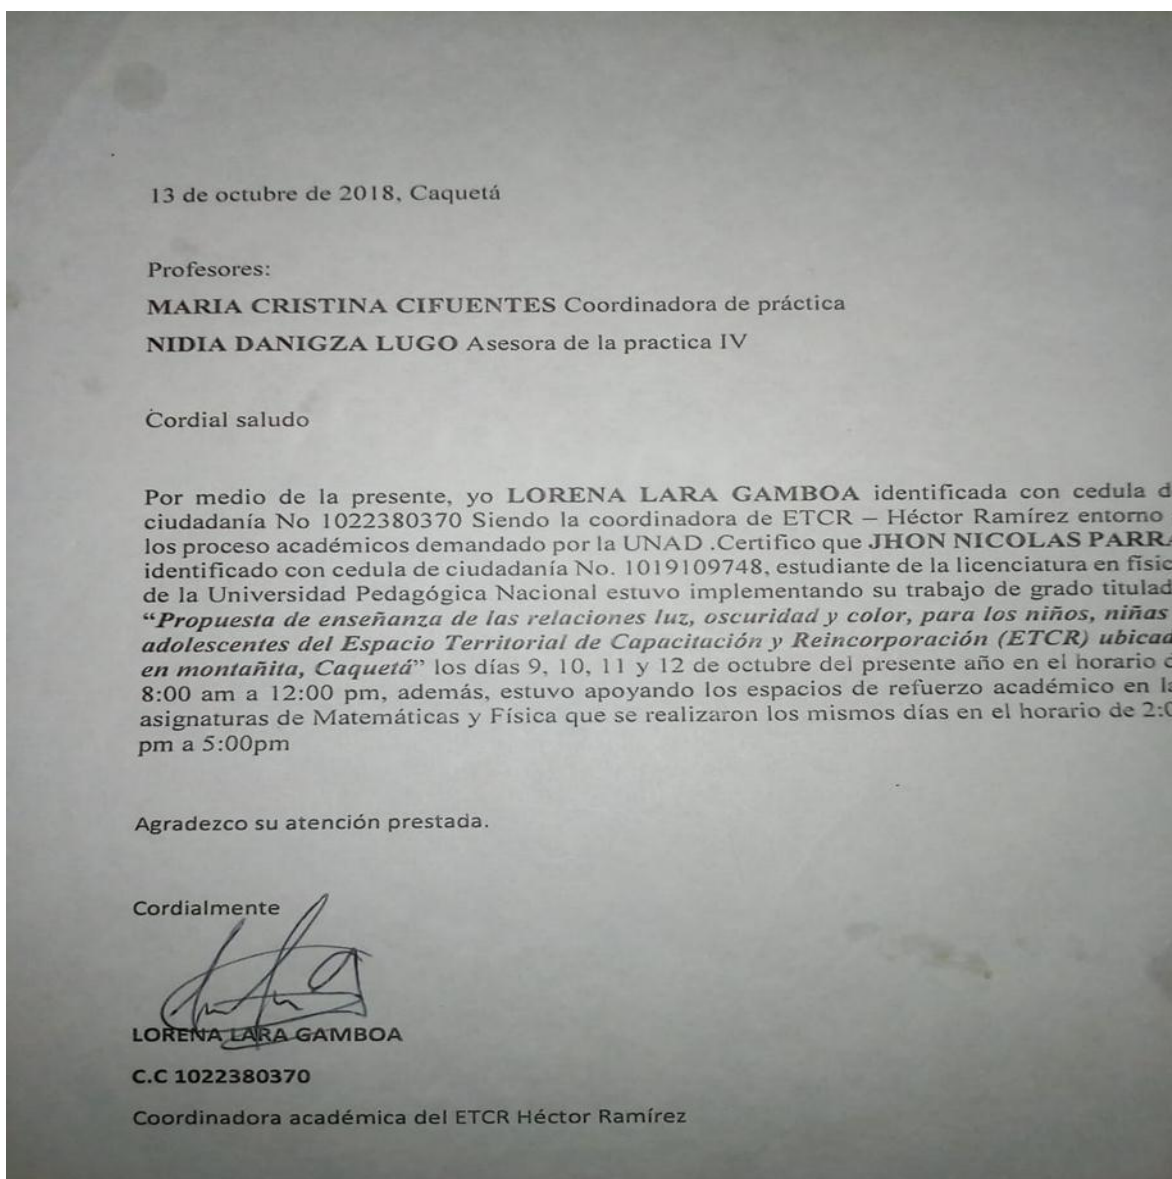 13 de octubre de 2018, Caquetá
Profesores:
MARIA CRISTINA CIFUENTES Coordinadora de práctica
NIDIA DANIGZA LUGO Asesora de la practica IV
Cordial saludo
Por medio de la presente, yo LORENA LARA GAMBOA identificada con cedula d
ciudadanía No 1022380370 Siendo la coordinadora de ETCR – Héctor Ramírez entorno
los proceso académicos demandado por la UNAD .Certifico que JHON NICOLAS PARRA
identificado con cedula de ciudadanía No. 1019109748, estudiante de la licenciatura en físic
de la Universidad Pedagógica Nacional estuvo implementando su trabajo de grado titulad
“Propuesta de enseñanza de las relaciones luz, oscuridad y color, para los niños, niñas
adolescentes del Espacio Territorial de Capacitación y Reincorporación (ETCR) ubicad
en montañita, Caquetá” los días 9, 10, 11 y 12 de octubre del presente año en el horario d
8:00 am a 12:00 pm, además, estuvo apoyando los espacios de refuerzo académico en la
asignaturas de Matemáticas y Física que se realizaron los mismos días en el horario de 2:0
pm a 5:00pm
Agradezco su atención prestada.
Cordialmente
LORENA LARA GAMBOA
C.C 1022380370
Coordinadora académica del ETCR Héctor Ramírez